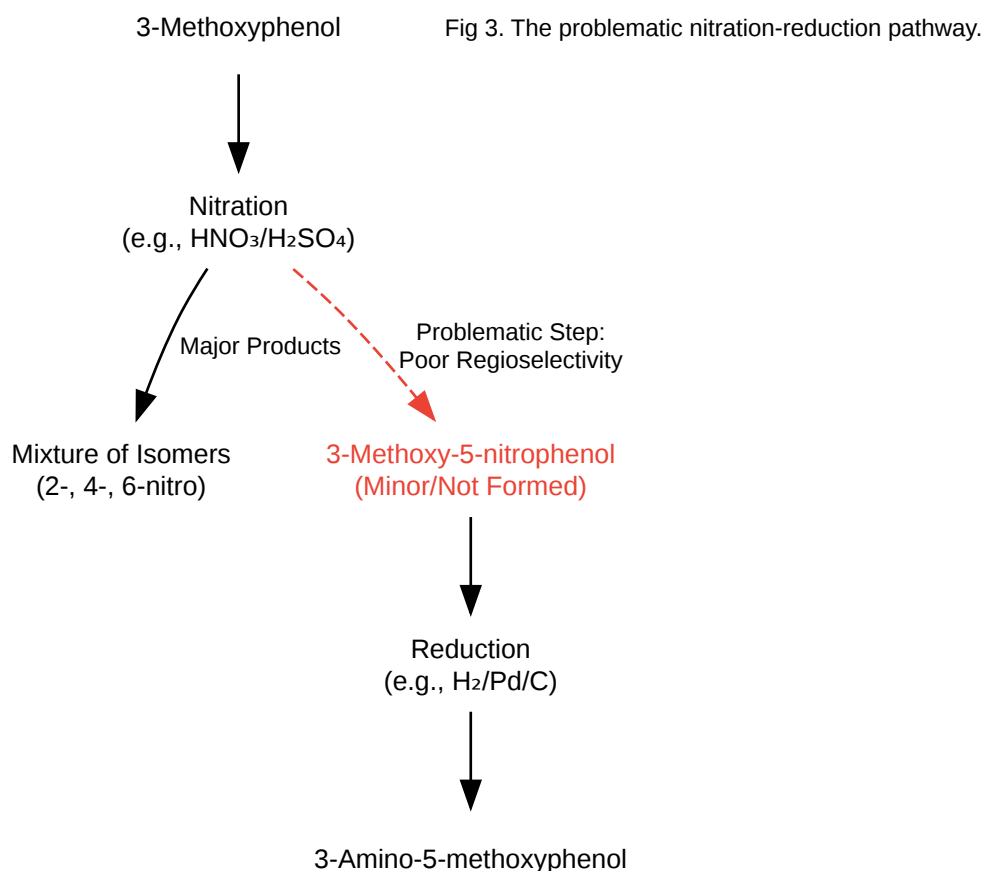 3-Methoxyphenol
Fig 3. The problematic nitration-reduction pathway.
Nitration
(e.g., HNO₃/H₂SO₄)
Major Products
Problematic Step:
Poor Regioselectivity
Mixture of Isomers
(2-, 4-, 6-nitro)
3-Methoxy-5-nitrophenol
(Minor/Not Formed)
Reduction
(e.g., H₂/Pd/C)
3-Amino-5-methoxyphenol